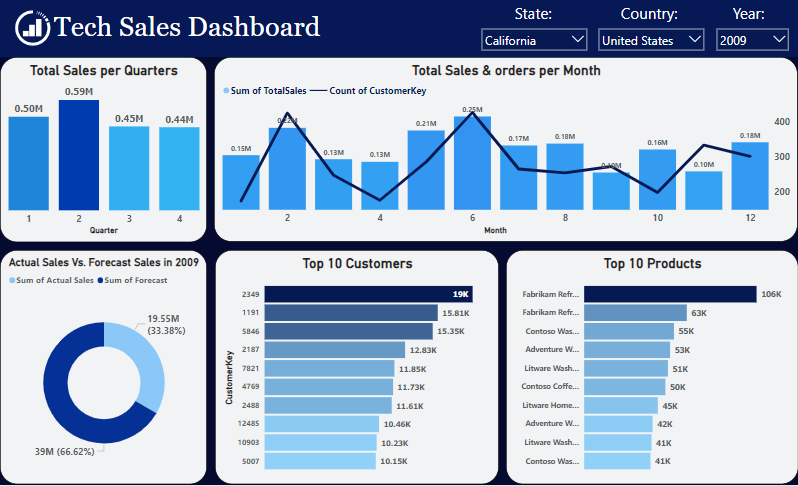 Tech Sales Dashboard
State:
California
Country:
United States
Year:
2009
Total Sales per Quarters
0.50M
0.59M
0.45M
0.44M
1 2 3 4
Quarter
Total Sales & orders per Month
Sum of TotalSales Count of CustomerKey
0.15M
0.22M
0.13M
0.13M
0.21M
0.25M
0.17M
0.18M
0.10M
0.16M
0.10M
0.18M
400
300
200
2 4 6 8 10 12
Month
Actual Sales Vs. Forecast Sales in 2009
Sum of Actual Sales Sum of Forecast
19.55M
(33.38%)
39M (66.62%)
Top 10 Customers
CustomerKey
2349 19K
1191 15.81K
5846 15.35K
2187 12.83K
7821 11.85K
4769 11.73K
2488 11.61K
12485 10.46K
10903 10.23K
5007 10.15K
Top 10 Products
Fabrikam Refr... 106K
Fabrikam Refr... 63K
Contoso Was... 55K
Adventure W... 53K
Litware Wash... 51K
Contoso Coffe... 50K
Litware Home... 45K
Adventure W... 42K
Litware Wash... 41K
Contoso Was... 41K